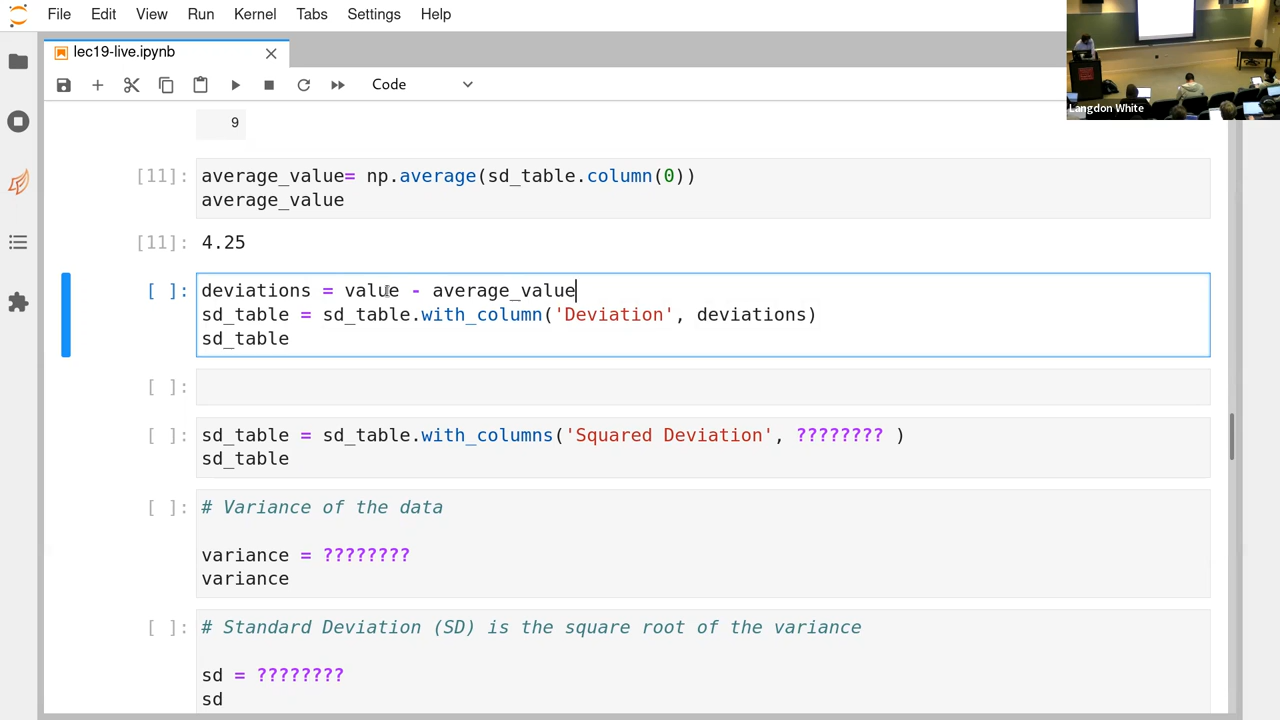 File Edit View Run Kernel Tabs Settings Help
lec19-live.ipynb
Code
Langdon White
9
[11]: average_value= np.average(sd_table.column(0))
average_value
[11]: 4.25
[ ]: deviations = value - average_value
sd_table = sd_table.with_column('Deviation', deviations)
sd_table
[ ]:
[ ]: sd_table = sd_table.with_columns('Squared Deviation', ???????? )
sd_table
[ ]: # Variance of the data
variance = ????????
variance
[ ]: # Standard Deviation (SD) is the square root of the variance
sd = ????????
sd